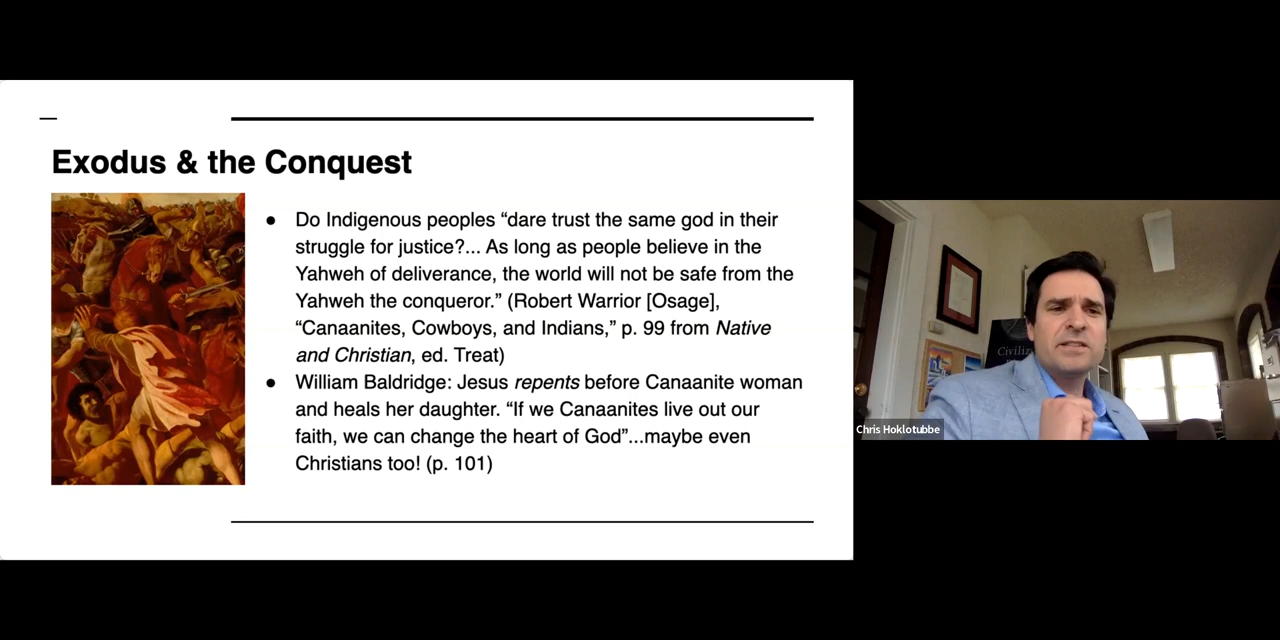 Exodus & the Conquest
● Do Indigenous peoples “dare trust the same god in their
struggle for justice?... As long as people believe in the
Yahweh of deliverance, the world will not be safe from the
Yahweh the conqueror.” (Robert Warrior [Osage],
“Canaanites, Cowboys, and Indians,” p. 99 from Native
and Christian, ed. Treat)
● William Baldridge: Jesus repents before Canaanite woman
and heals her daughter. “If we Canaanites live out our
faith, we can change the heart of God”...maybe even
Christians too! (p. 101)
Civiliz
Chris Hoklotubbe